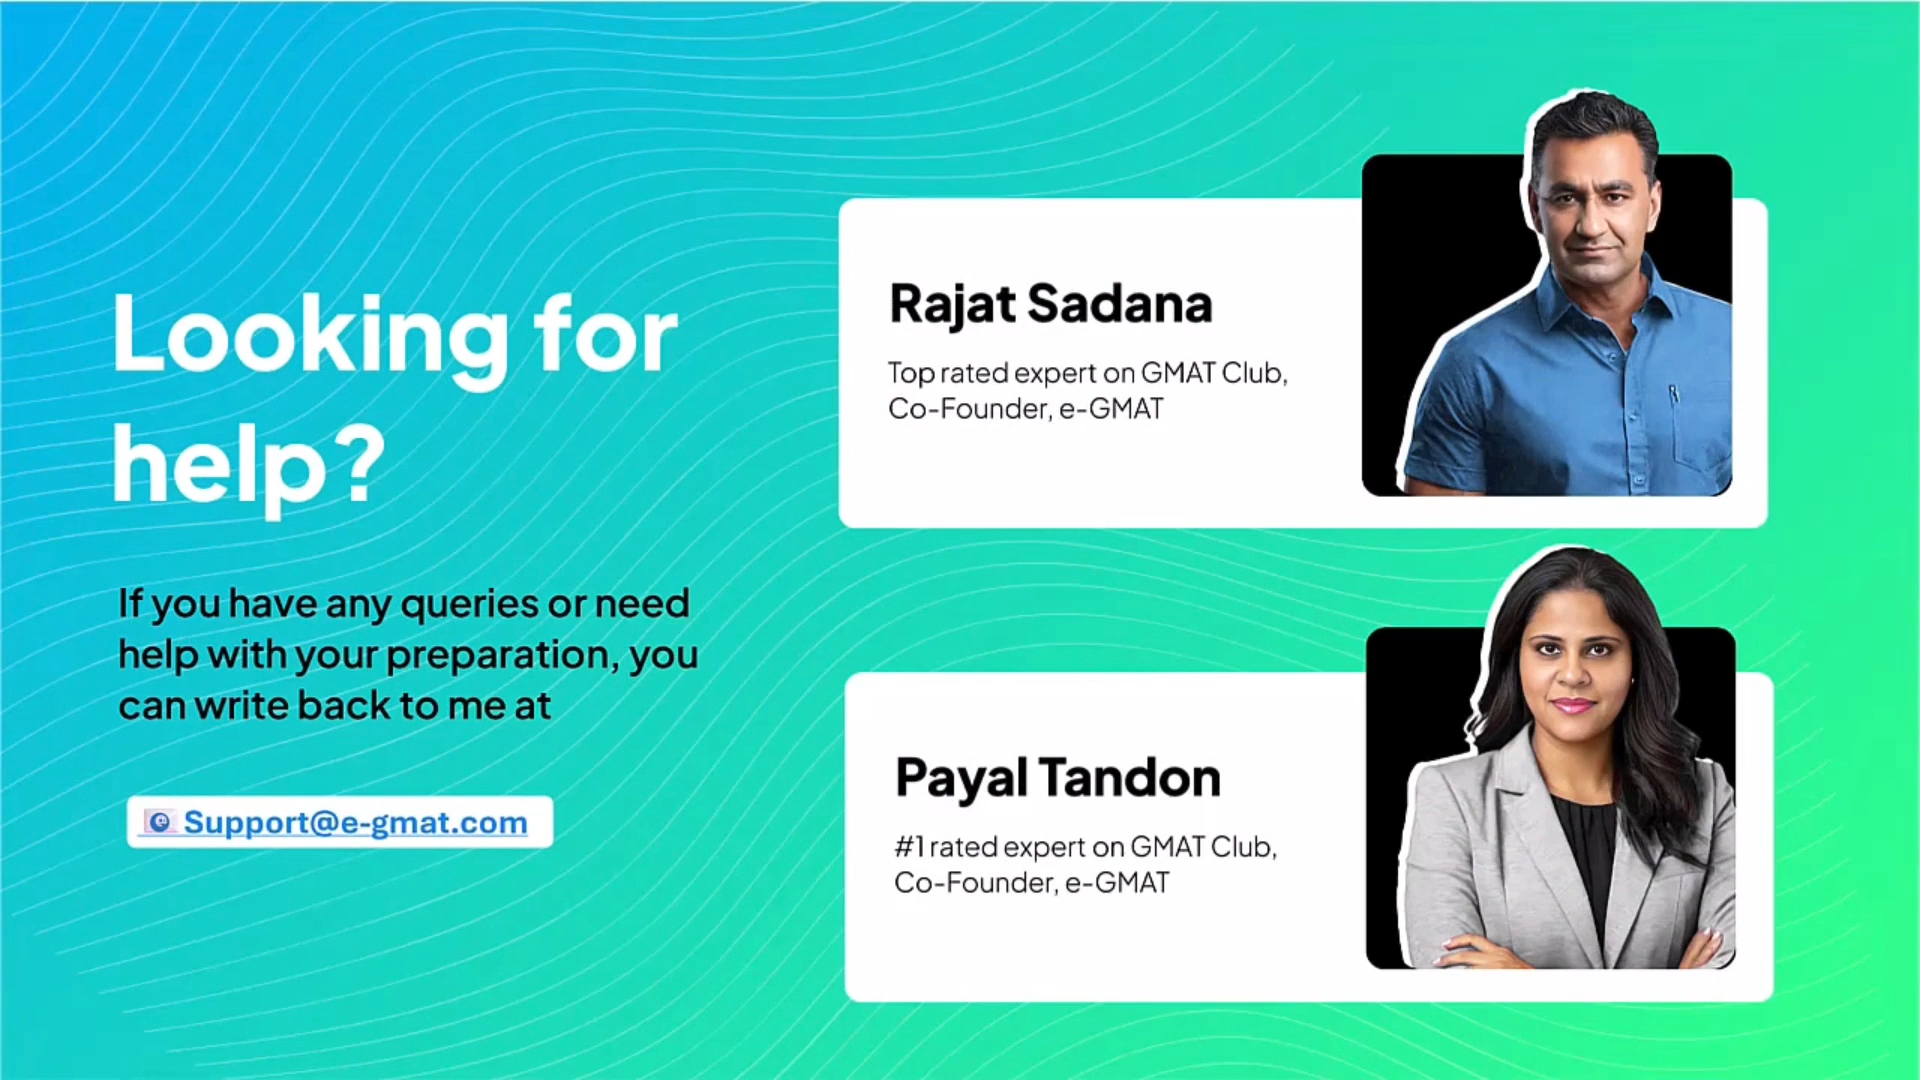 Looking for
help?
If you have any queries or need
help with your preparation, you
can write back to me at
Support@e-gmat.com
Rajat Sadana
Top rated expert on GMAT Club,
Co-Founder, e-GMAT
Payal Tandon
#1 rated expert on GMAT Club,
Co-Founder, e-GMAT